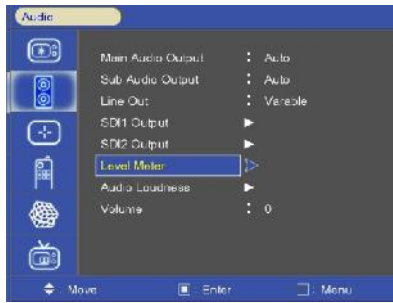 Audio
Main Audio Output : Auto
Sub Audio Output : Auto
Line Out : Varable
SDI1 Output
SDI2 Output
Level Meter
Audio Loudness
Volume : 0
: Move : Enter : Menu